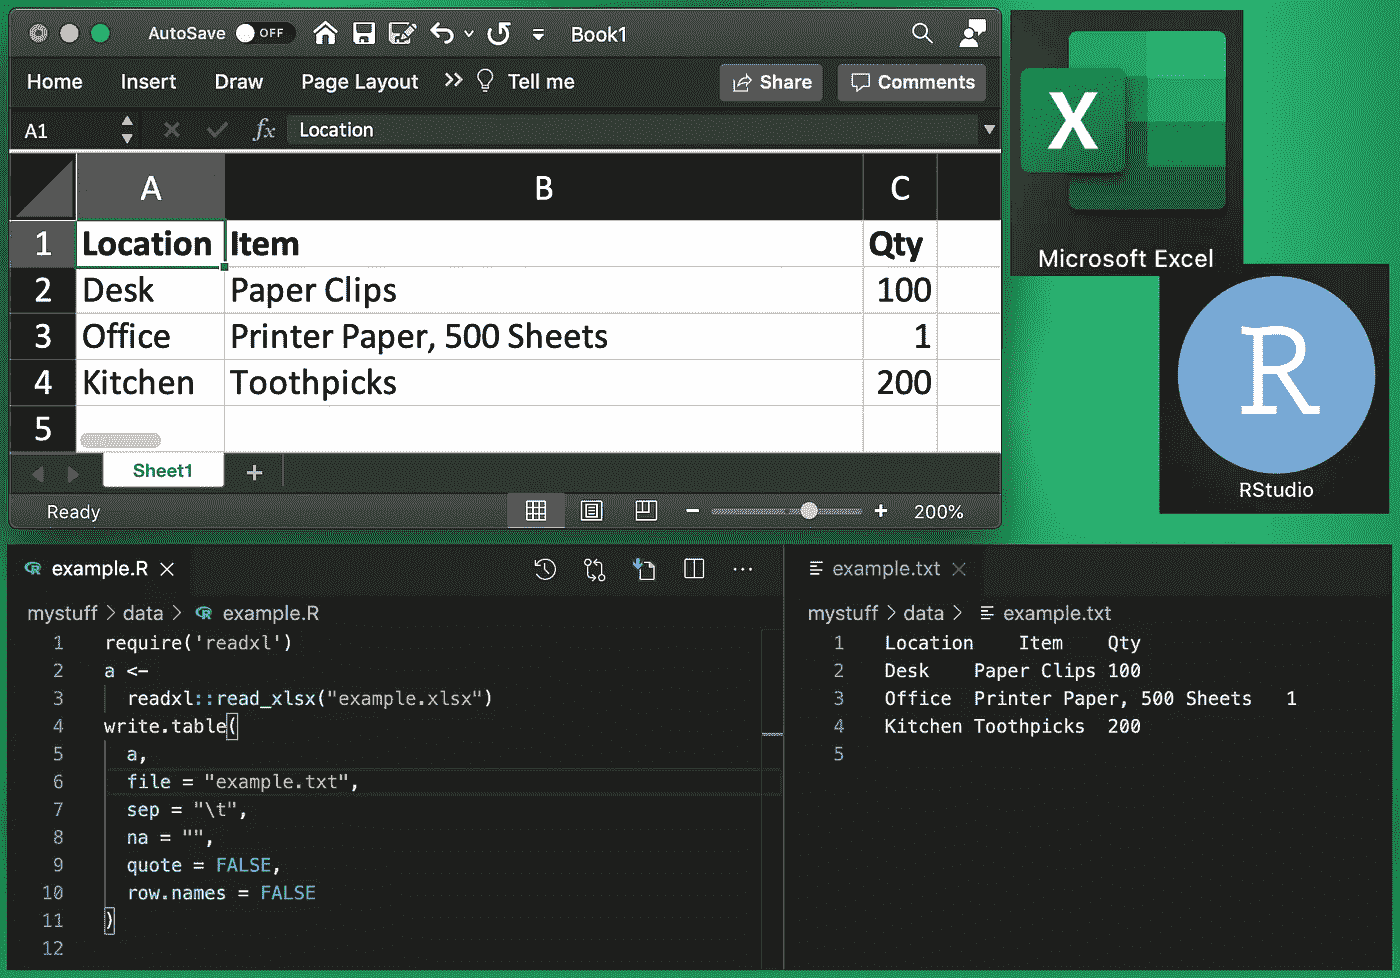 AutoSave OFF Book1
Home Insert Draw Page Layout >> Tell me Share Comments
A1 fx Location
A B C
1 Location Item Qty
2 Desk Paper Clips 100
3 Office Printer Paper, 500 Sheets 1
4 Kitchen Toothpicks 200
5
Sheet1 +
Ready − + 200%
X
Microsoft Excel
R
RStudio
R example.R ×
mystuff > data > R example.R
1 require('readxl')
2 a <-
3 readxl::read_xlsx("example.xlsx")
4 write.table(
5 a,
6 file = "example.txt",
7 sep = "\t",
8 na = "",
9 quote = FALSE,
10 row.names = FALSE
11 )
12
example.txt ×
mystuff > data > example.txt
1 Location Item Qty
2 Desk Paper Clips 100
3 Office Printer Paper, 500 Sheets 1
4 Kitchen Toothpicks 200
5